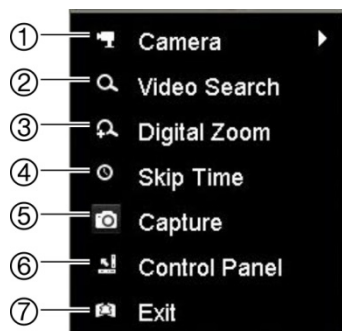 ① Camera
② Video Search
③ Digital Zoom
④ Skip Time
⑤ Capture
⑥ Control Panel
⑦ Exit